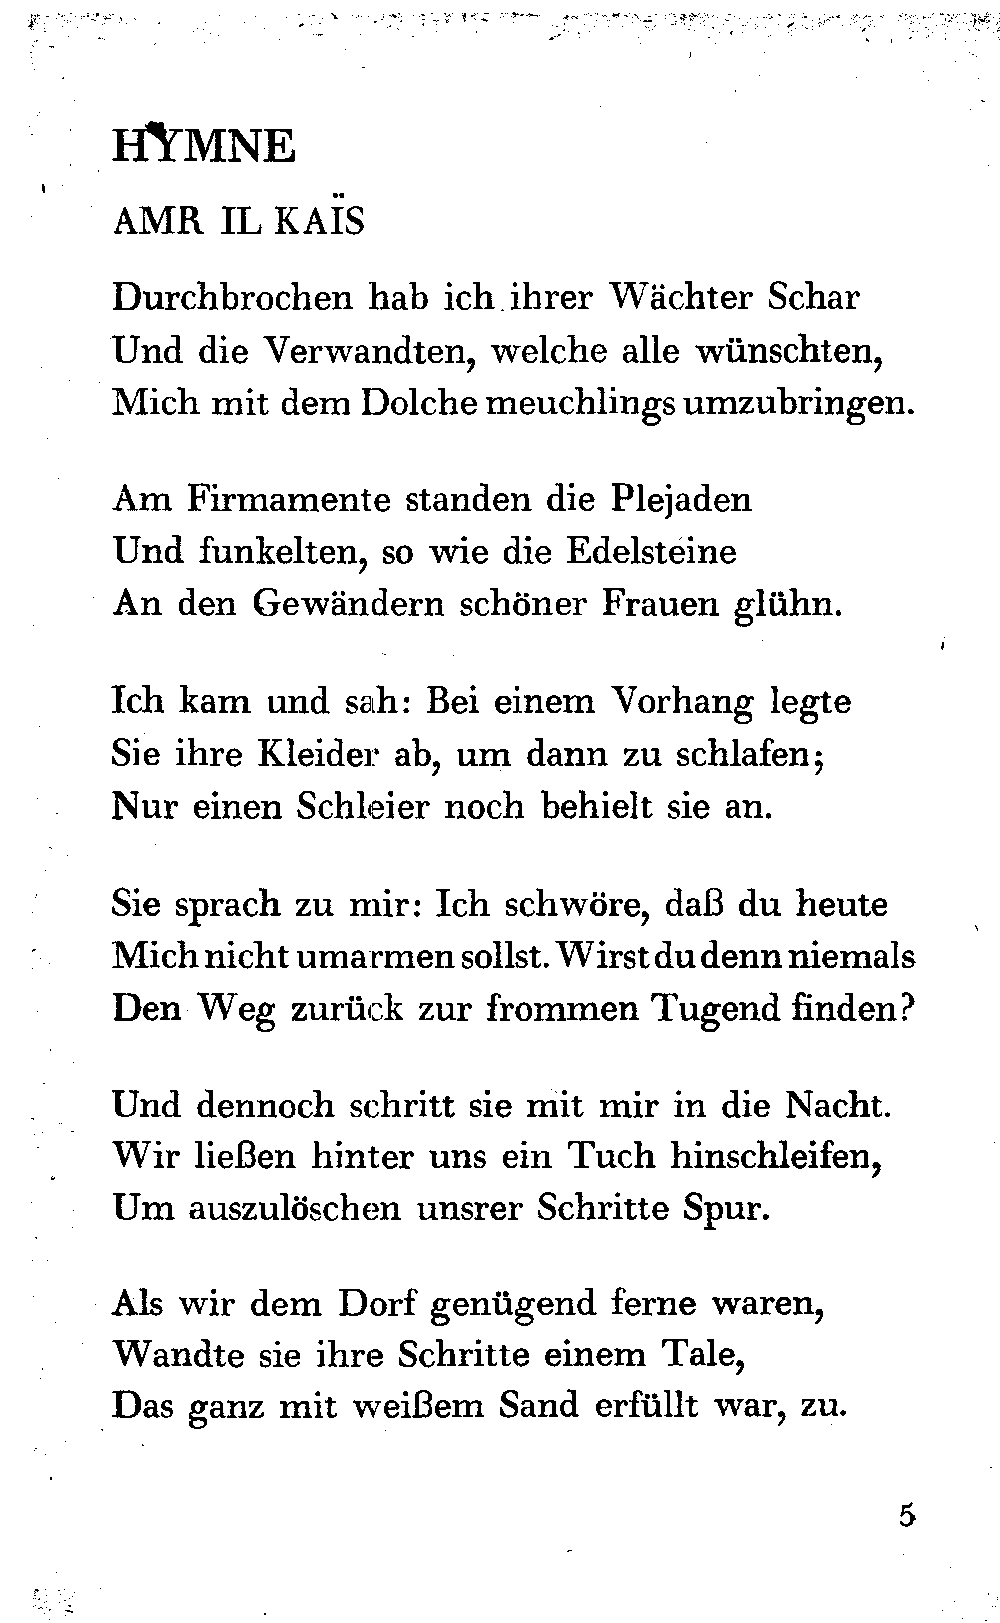 HYMNE
AMR IL KAÏS
Durchbrochen hab ich ihrer Wächter Schar
Und die Verwandten, welche alle wünschten,
Mich mit dem Dolche meuchlings umzubringen.
Am Firmamente standen die Plejaden
Und funkelten, so wie die Edelsteine
An den Gewändern schöner Frauen glühn.
Ich kam und sah: Bei einem Vorhang legte
Sie ihre Kleider ab, um dann zu schlafen;
Nur einen Schleier noch behielt sie an.
Sie sprach zu mir: Ich schwöre, daß du heute
Mich nicht umarmen sollst. Wirst du denn niemals
Den Weg zurück zur frommen Tugend finden?
Und dennoch schritt sie mit mir in die Nacht.
Wir ließen hinter uns ein Tuch hinschleifen,
Um auszulöschen unsrer Schritte Spur.
Als wir dem Dorf genügend ferne waren,
Wandte sie ihre Schritte einem Tale,
Das ganz mit weißem Sand erfüllt war, zu.
5